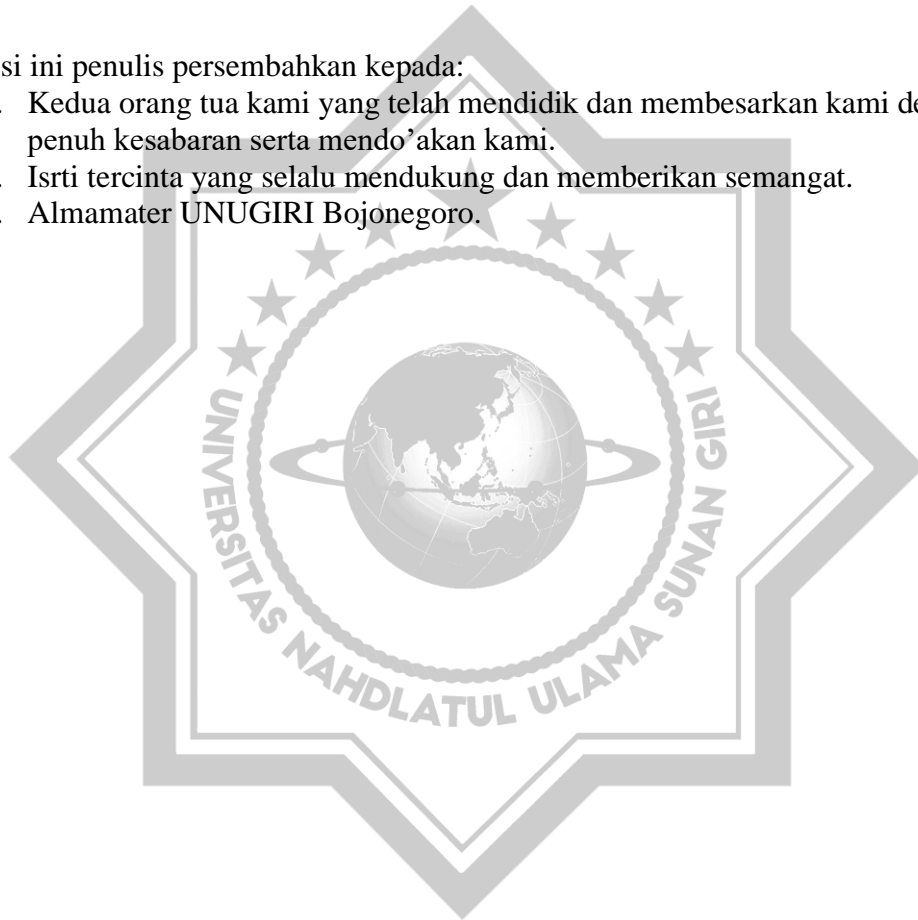 si ini penulis persembahkan kepada:
. Kedua orang tua kami yang telah mendidik dan membesarkan kami de
penuh kesabaran serta mendo’akan kami.
. Isrti tercinta yang selalu mendukung dan memberikan semangat.
. Almamater UNUGIRI Bojonegoro.
UNIVERSITAS NAHDLATUL ULAMA SUNAN GIRI